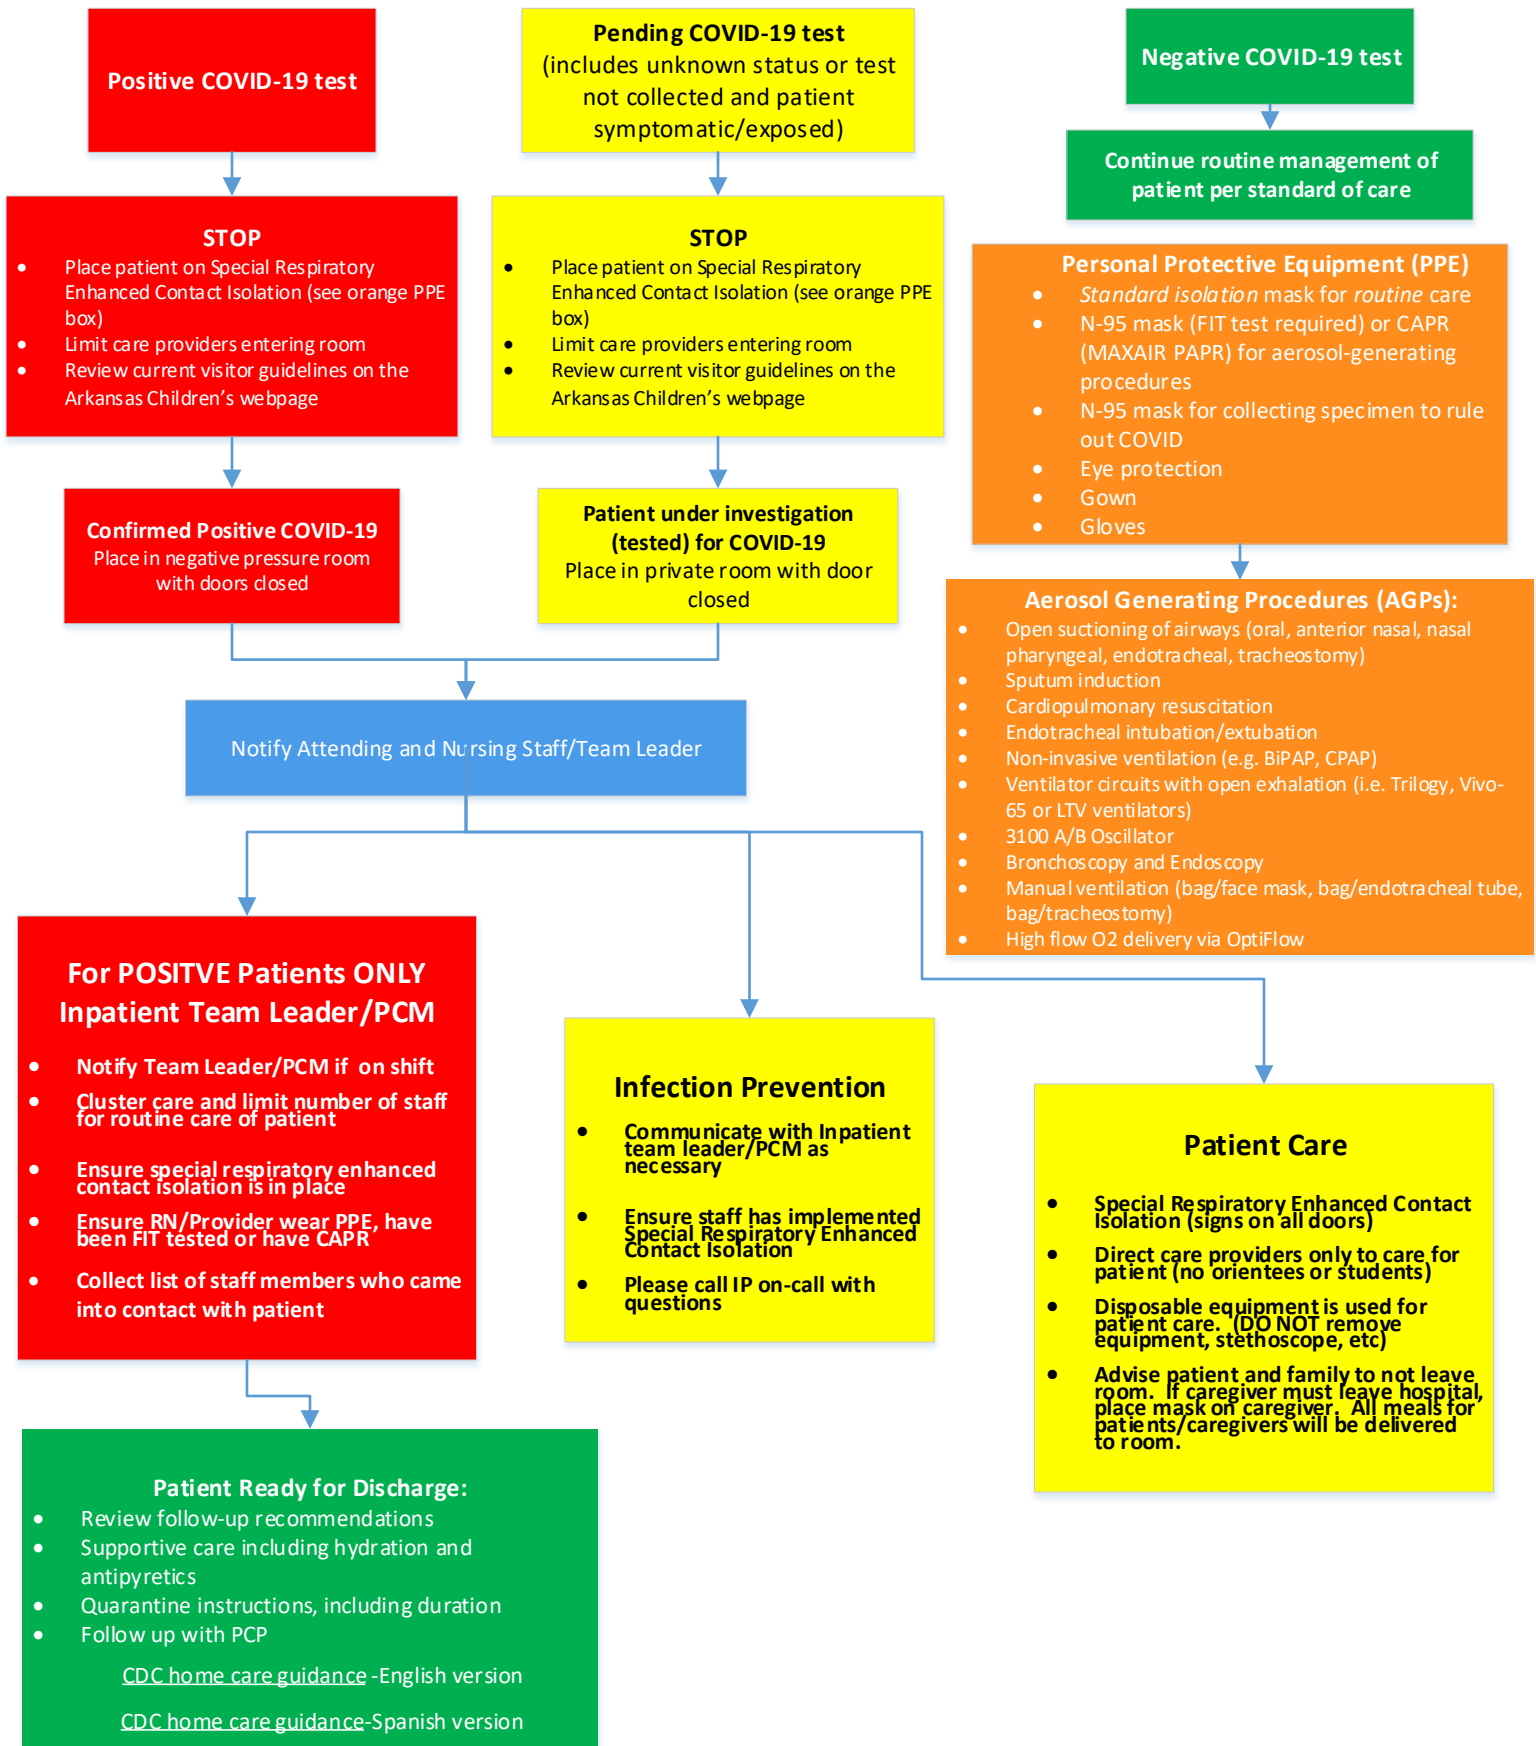 Positive COVID-19 test
Pending COVID-19 test
(includes unknown status or test
not collected and patient
symptomatic/exposed)
Negative COVID-19 test
Continue routine management of
patient per standard of care
STOP
• Place patient on Special Respiratory
Enhanced Contact Isolation (see orange PPE
box)
• Limit care providers entering room
• Review current visitor guidelines on the
Arkansas Children's webpage
STOP
• Place patient on Special Respiratory
Enhanced Contact Isolation (see orange PPE
box)
• Limit care providers entering room
• Review current visitor guidelines on the
Arkansas Children's webpage
Personal Protective Equipment (PPE)
• Standard isolation mask for routine care
• N-95 mask (FIT test required) or CAPR
(MAXAIR PAPR) for aerosol-generating
procedures
• N-95 mask for collecting specimen to rule
out COVID
• Eye protection
• Gown
• Gloves
Confirmed Positive COVID-19
Place in negative pressure room
with doors closed
Patient under investigation
(tested) for COVID-19
Place in private room with door
closed
Aerosol Generating Procedures (AGPs):
• Open suctioning of airways (oral, anterior nasal, nasal
pharyngeal, endotracheal, tracheostomy)
• Sputum induction
• Cardiopulmonary resuscitation
• Endotracheal intubation/extubation
• Non-invasive ventilation (e.g. BiPAP, CPAP)
• Ventilator circuits with open exhalation (i.e. Trilogy, Vivo-
65 or LTV ventilators)
• 3100 A/B Oscillator
• Bronchoscopy and Endoscopy
• Manual ventilation (bag/face mask, bag/endotracheal tube,
bag/tracheostomy)
• High flow O2 delivery via OptiFlow
Notify Attending and Nursing Staff/Team Leader
For POSITVE Patients ONLY
Inpatient Team Leader/PCM
• Notify Team Leader/PCM if on shift
• Cluster care and limit number of staff
for routine care of patient
• Ensure special respiratory enhanced
contact isolation is in place
• Ensure RN/Provider wear PPE, have
been FIT tested or have CAPR
• Collect list of staff members who came
into contact with patient
Infection Prevention
• Communicate with Inpatient
team leader/PCM as
necessary
• Ensure staff has implemented
Special Respiratory Enhanced
Contact Isolation
• Please call IP on-call with
questions
Patient Care
• Special Respiratory Enhanced Contact
Isolation (signs on all doors)
• Direct care providers only to care for
patient (no orientees or students)
• Disposable equipment is used for
patient care. (DO NOT remove
equipment, stethoscope, etc)
• Advise patient and family to not leave
room. If caregiver must leave hospital,
place mask on caregiver. All meals for
patients/caregivers will be delivered
to room.
Patient Ready for Discharge:
• Review follow-up recommendations
• Supportive care including hydration and
antipyretics
• Quarantine instructions, including duration
• Follow up with PCP
CDC home care guidance -English version
CDC home care guidance-Spanish version